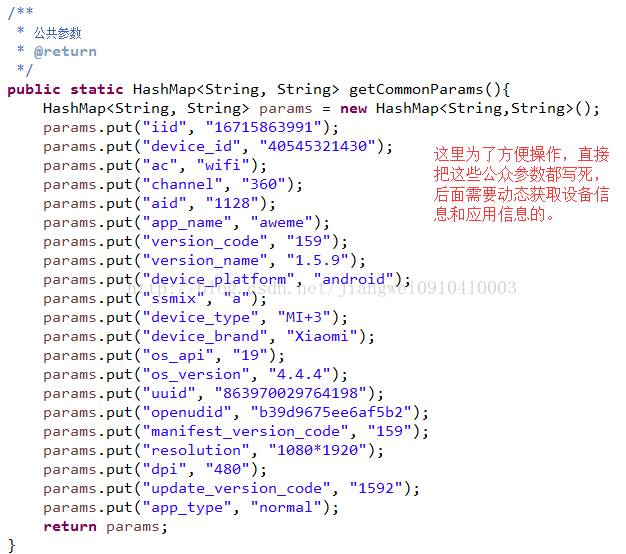 /**
 * 公共参数
 * @return
 */
public static HashMap<String, String> getCommonParams(){
    HashMap<String, String> params = new HashMap<String,String>();
    params.put("iid", "16715863991");
    params.put("device_id", "40545321430");
    params.put("ac", "wifi");
    params.put("channel", "360");
    params.put("aid", "1128");
    params.put("app_name", "aweme");
    params.put("version_code", "159");
    params.put("version_name", "1.5.9");
    params.put("device_platform", "android");
    params.put("ssmix", "a");
    params.put("device_type", "MI+3");
    params.put("device_brand", "Xiaomi");
    params.put("os_api", "19");
    params.put("os_version", "4.4.4");
    params.put("uuid", "863970029764198");
    params.put("openudid", "b39d9675ee6af5b2");
    params.put("manifest_version_code", "159");
    params.put("resolution", "1080*1920");
    params.put("dpi", "480");
    params.put("update_version_code", "1592");
    params.put("app_type", "normal");
    return params;
}
这里为了方便操作，直接
把这些公众参数都写死，
后面需要动态获取设备信
息和应用信息的。
http://blog.csdn.net/jiangwei0910410003